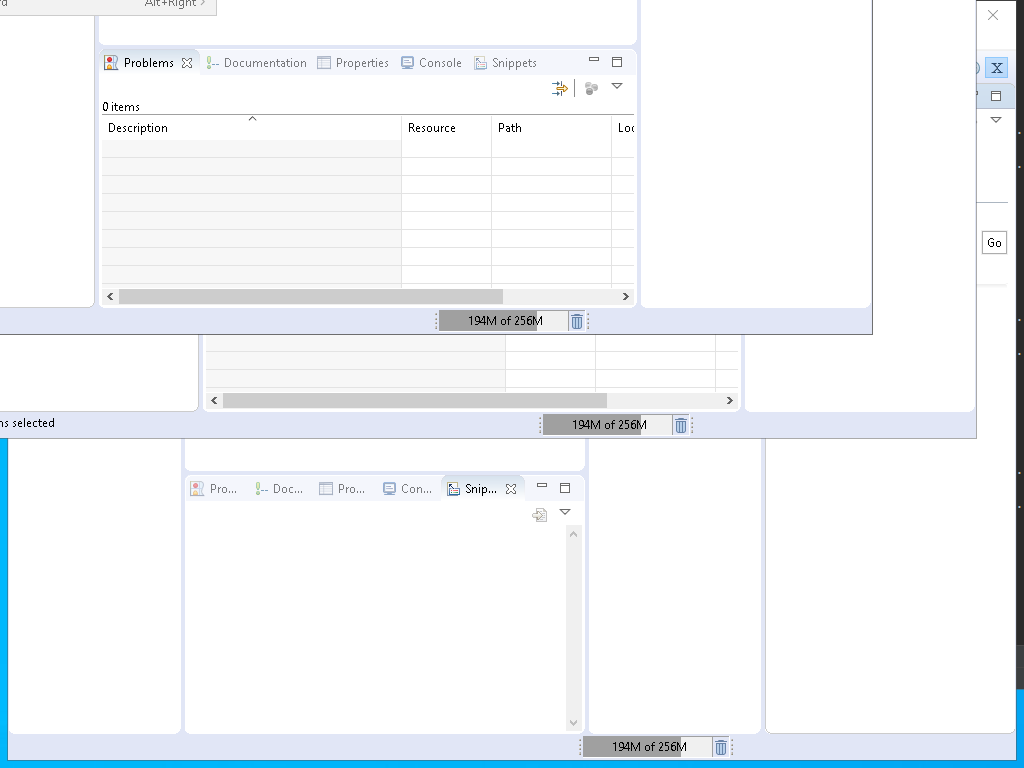 Alt+Right
Problems Documentation Properties Console Snippets
X
0 items
Description Resource Path Loc
Go
194M of 256M
194M of 256M
ns selected
Pro... Doc... Pro... Con... Snip...
194M of 256M